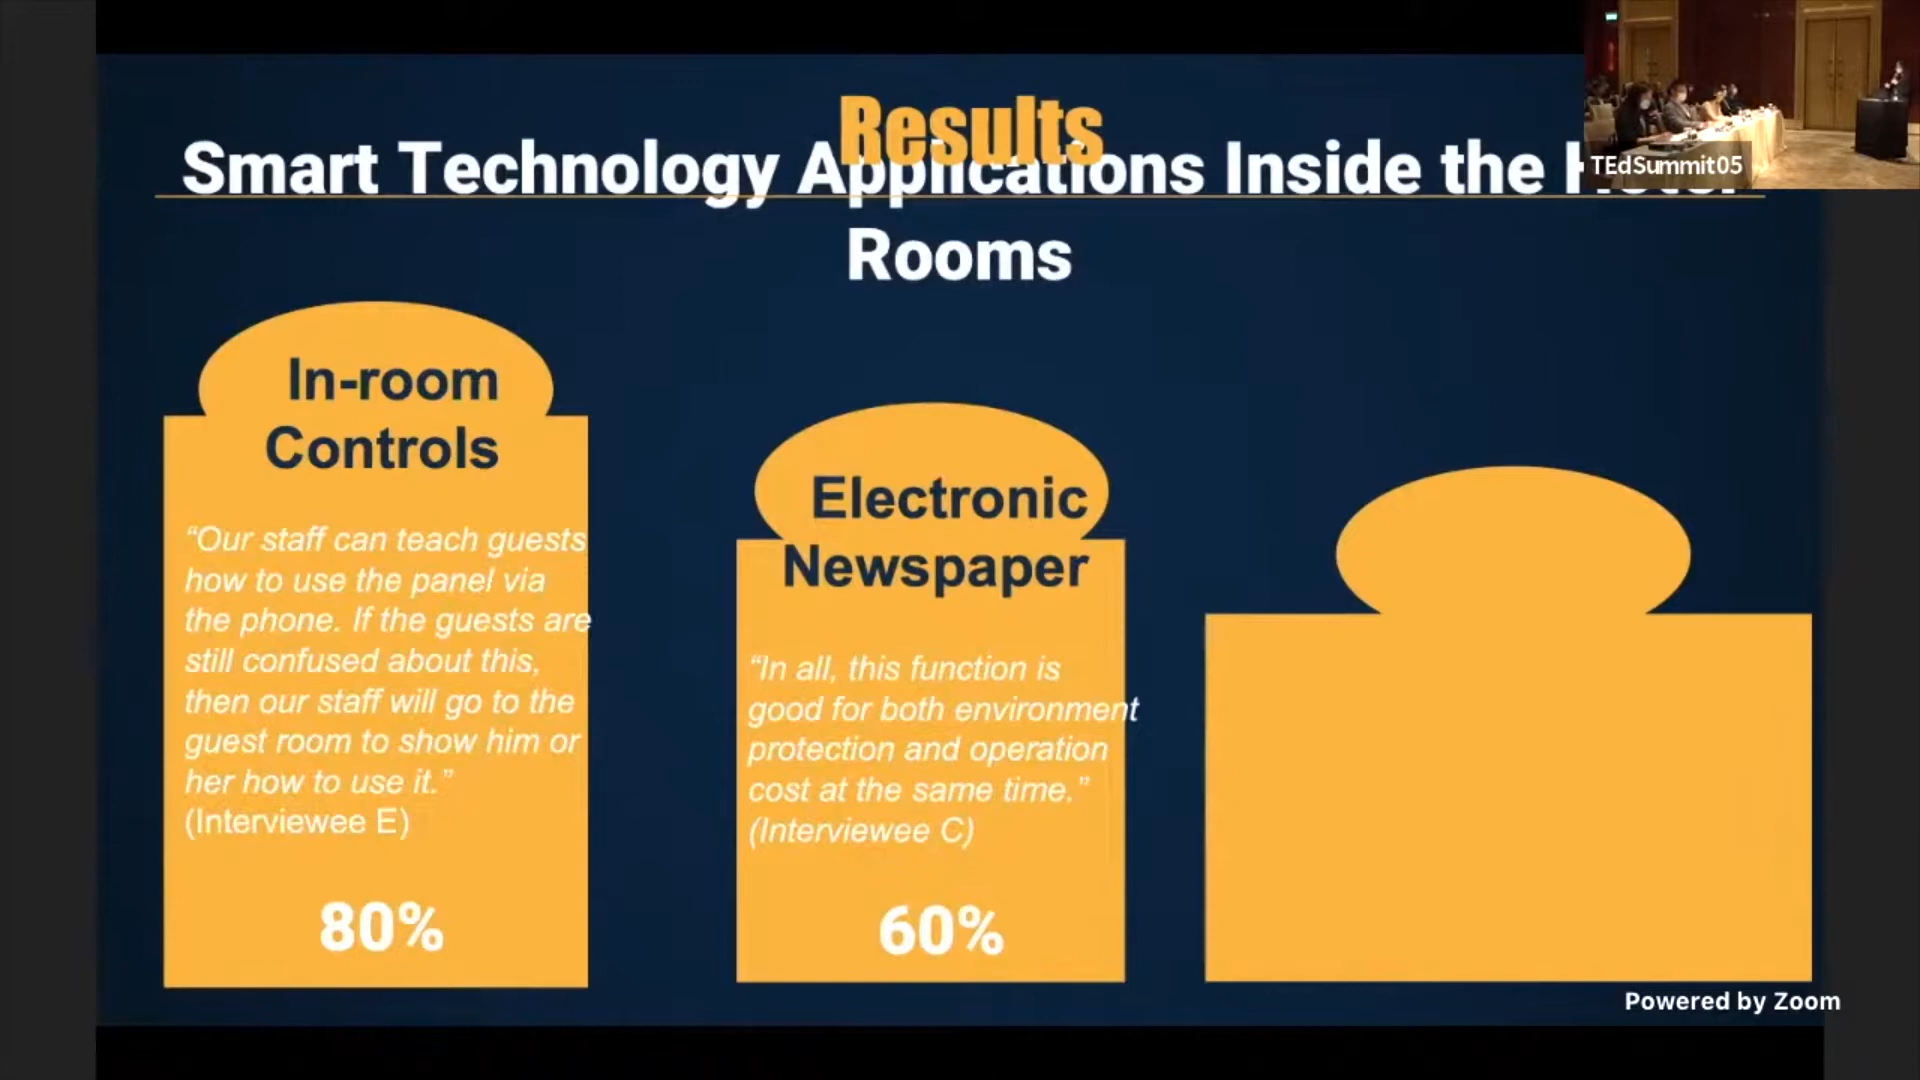 Results
Smart Technology Applications Inside the Hotel
Rooms
TEdSummit05
In-room
Controls
“Our staff can teach guests
how to use the panel via
the phone. If the guests are
still confused about this,
then our staff will go to the
guest room to show him or
her how to use it.”
(Interviewee E)
80%
Electronic
Newspaper
“In all, this function is
good for both environment
protection and operation
cost at the same time.”
(Interviewee C)
60%
Powered by Zoom